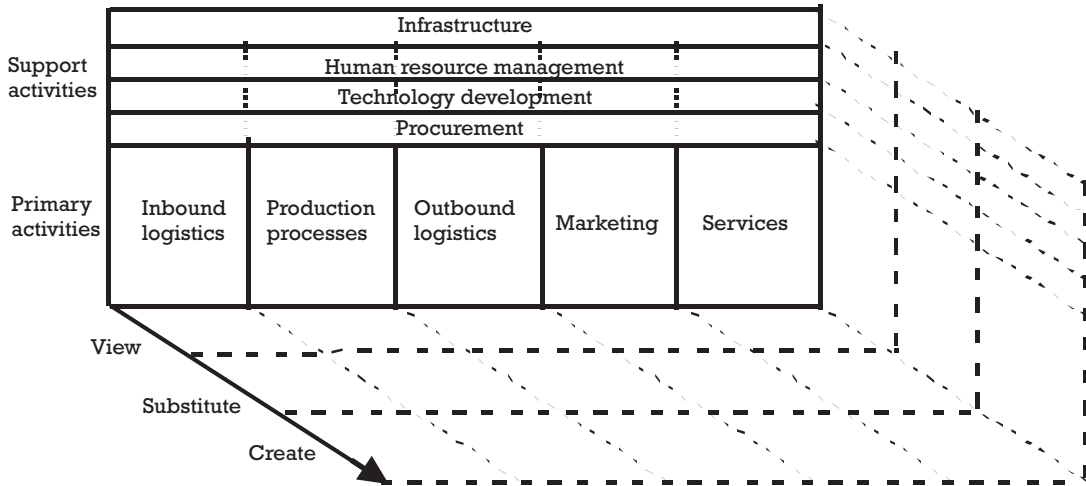 Infrastructure
Support
activities
Human resource management
Technology development
Procurement
Primary
activities
Inbound
logistics
Production
processes
Outbound
logistics
Marketing
Services
View
Substitute
Create